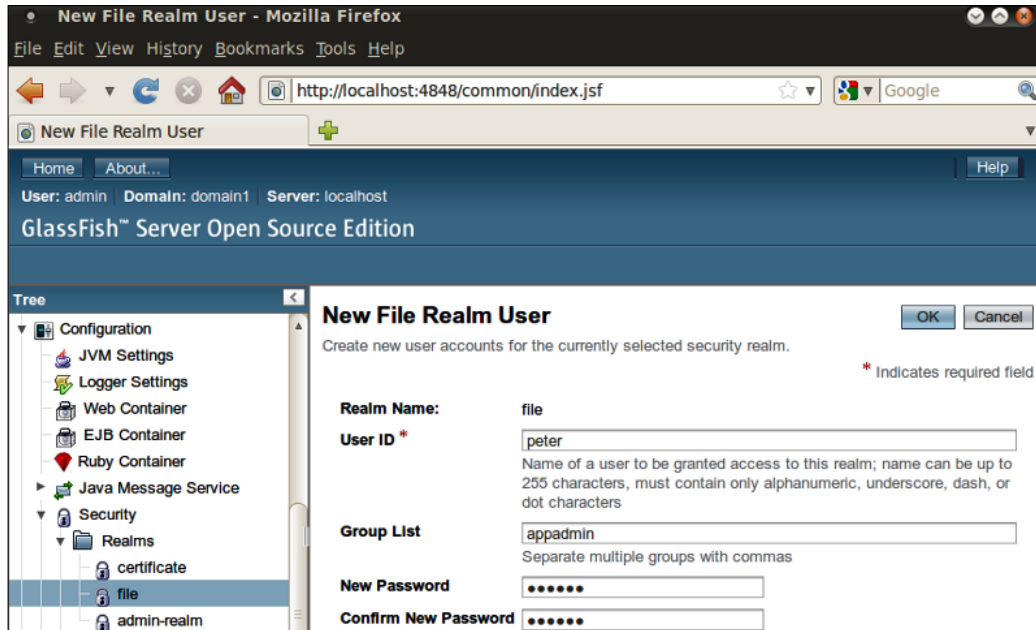 New File Realm User - Mozilla Firefox
File Edit View History Bookmarks Tools Help
http://localhost:4848/common/index.jsf
Google
New File Realm User
Home About... Help
User: admin Domain: domain1 Server: localhost
GlassFish™ Server Open Source Edition
Tree
Configuration
JVM Settings
Logger Settings
Web Container
EJB Container
Ruby Container
Java Message Service
Security
Realms
certificate
file
admin-realm
New File Realm User
OK Cancel
Create new user accounts for the currently selected security realm.
* Indicates required field
Realm Name: file
User ID * peter
Name of a user to be granted access to this realm; name can be up to
255 characters, must contain only alphanumeric, underscore, dash, or
dot characters
Group List appadmin
Separate multiple groups with commas
New Password ••••••
Confirm New Password ••••••